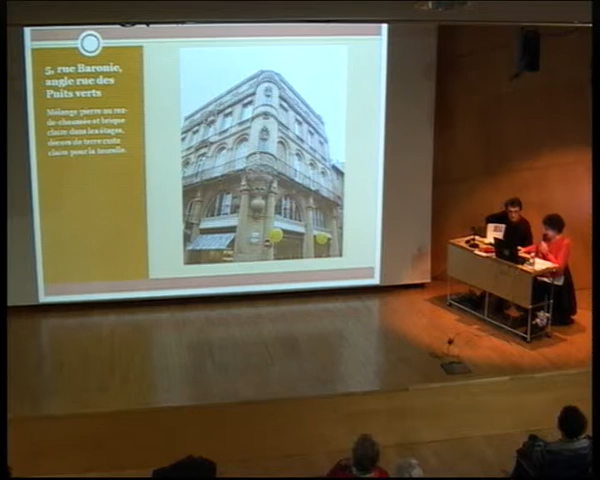 5, rue Baronie,
angle rue des
Puits verts
Mélange pierre au rez-
de-chaussée et brique
claire dans les étages,
décors de terre cuite
claire pour la tourelle.